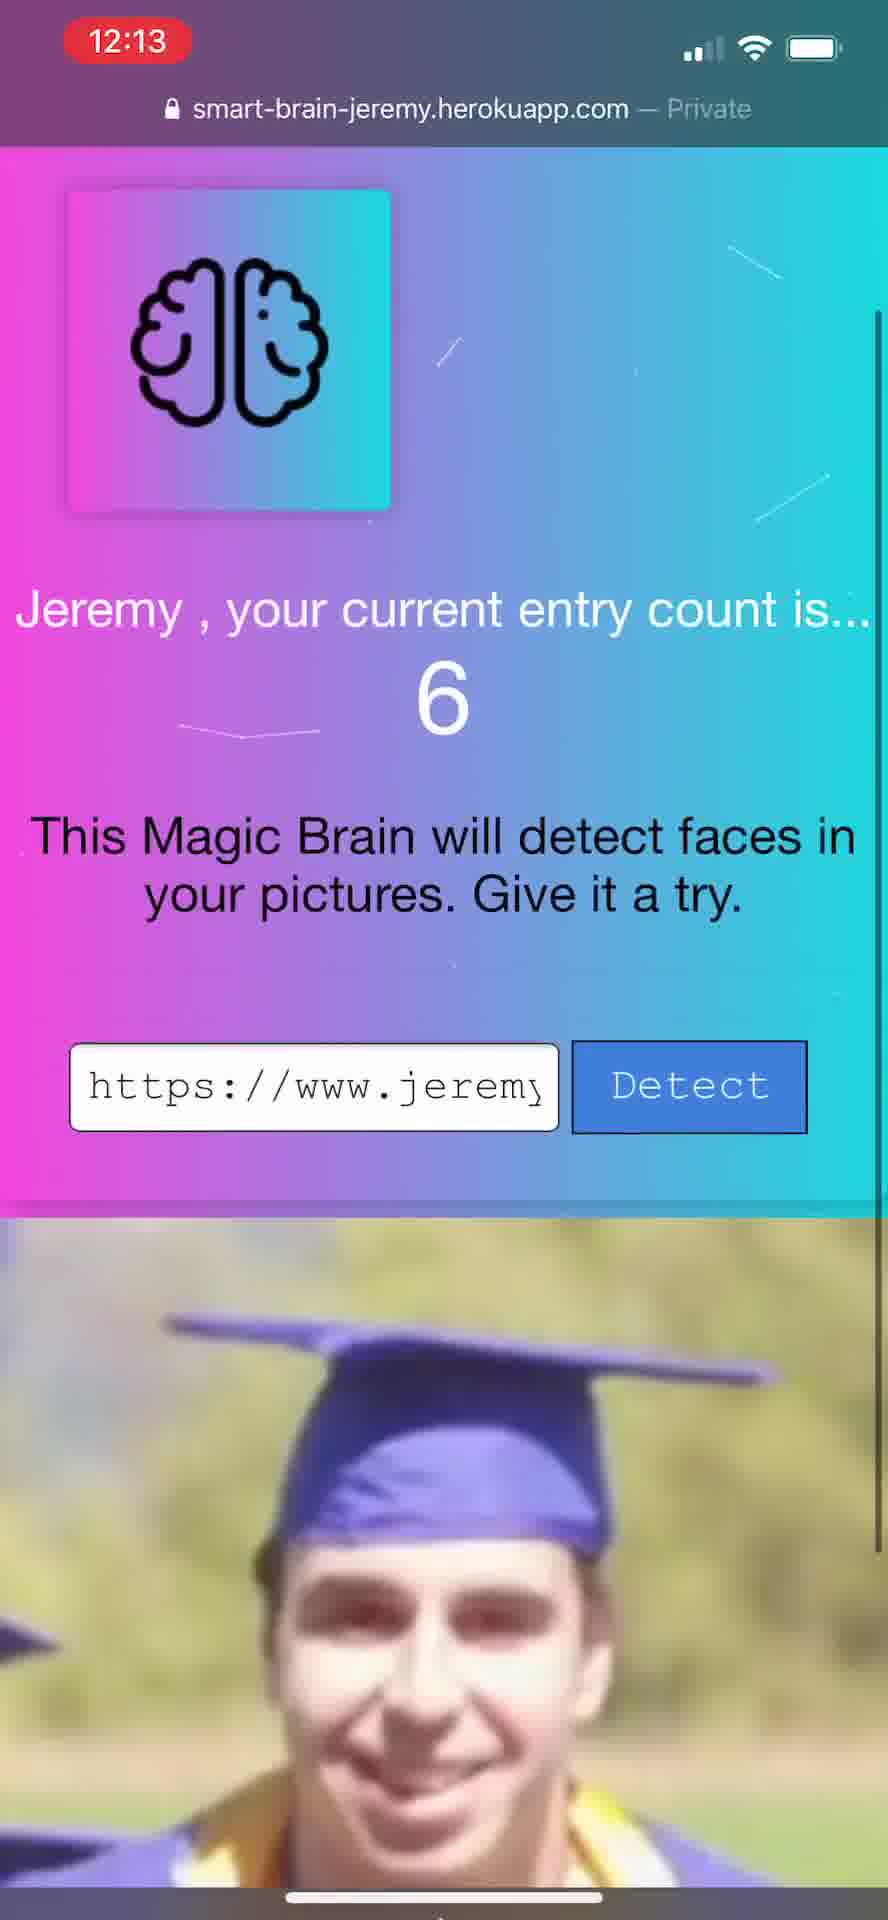 12:13
smart-brain-jeremy.herokuapp.com — Private
Jeremy , your current entry count is...
6
This Magic Brain will detect faces in
your pictures. Give it a try.
https://www.jeremy
Detect